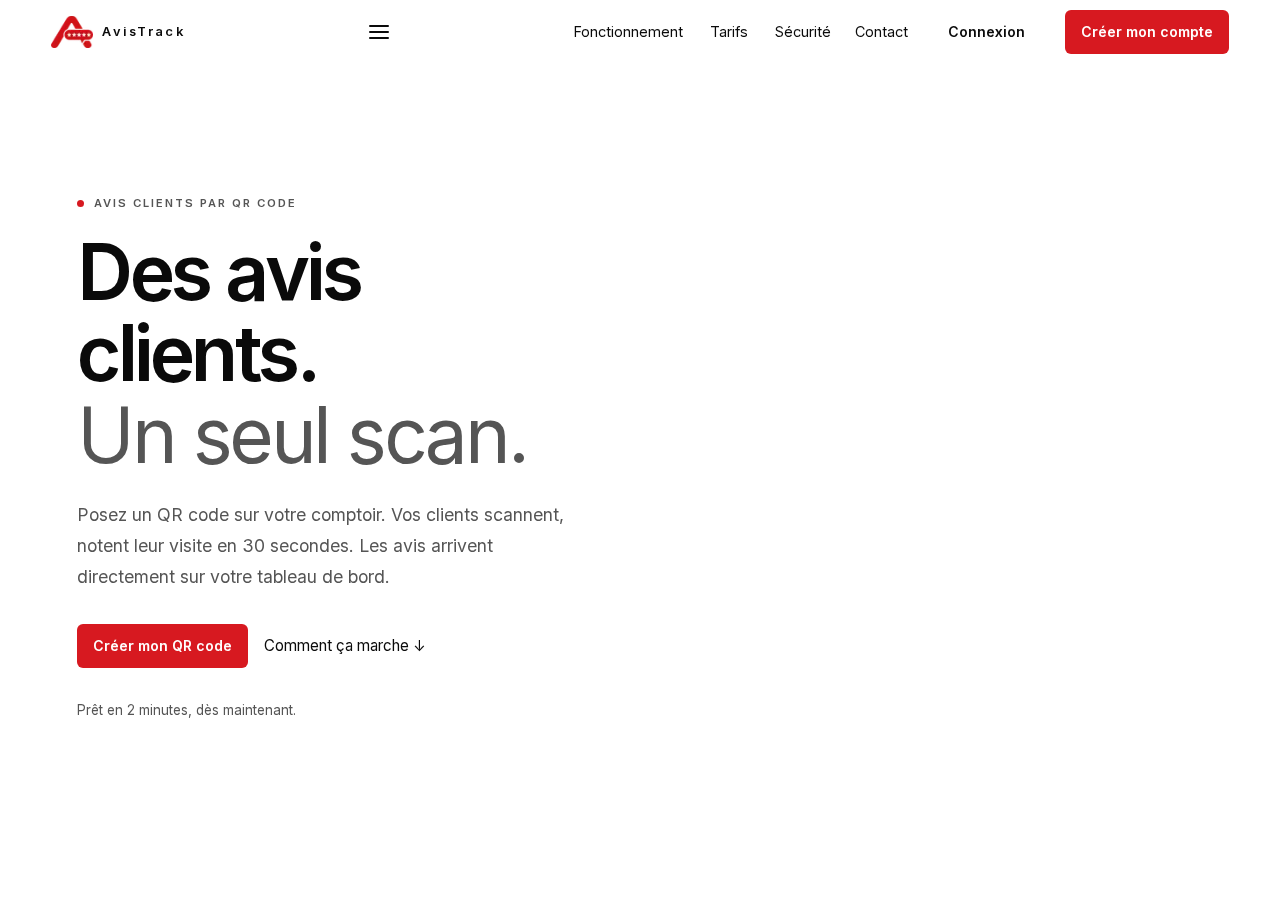 AvisTrack
Fonctionnement Tarifs Sécurité Contact Connexion Créer mon compte
AVIS CLIENTS PAR QR CODE
Des avis
clients.
Un seul scan.
Posez un QR code sur votre comptoir. Vos clients scannent,
notent leur visite en 30 secondes. Les avis arrivent
directement sur votre tableau de bord.
Créer mon QR code Comment ça marche ↓
Prêt en 2 minutes, dès maintenant.